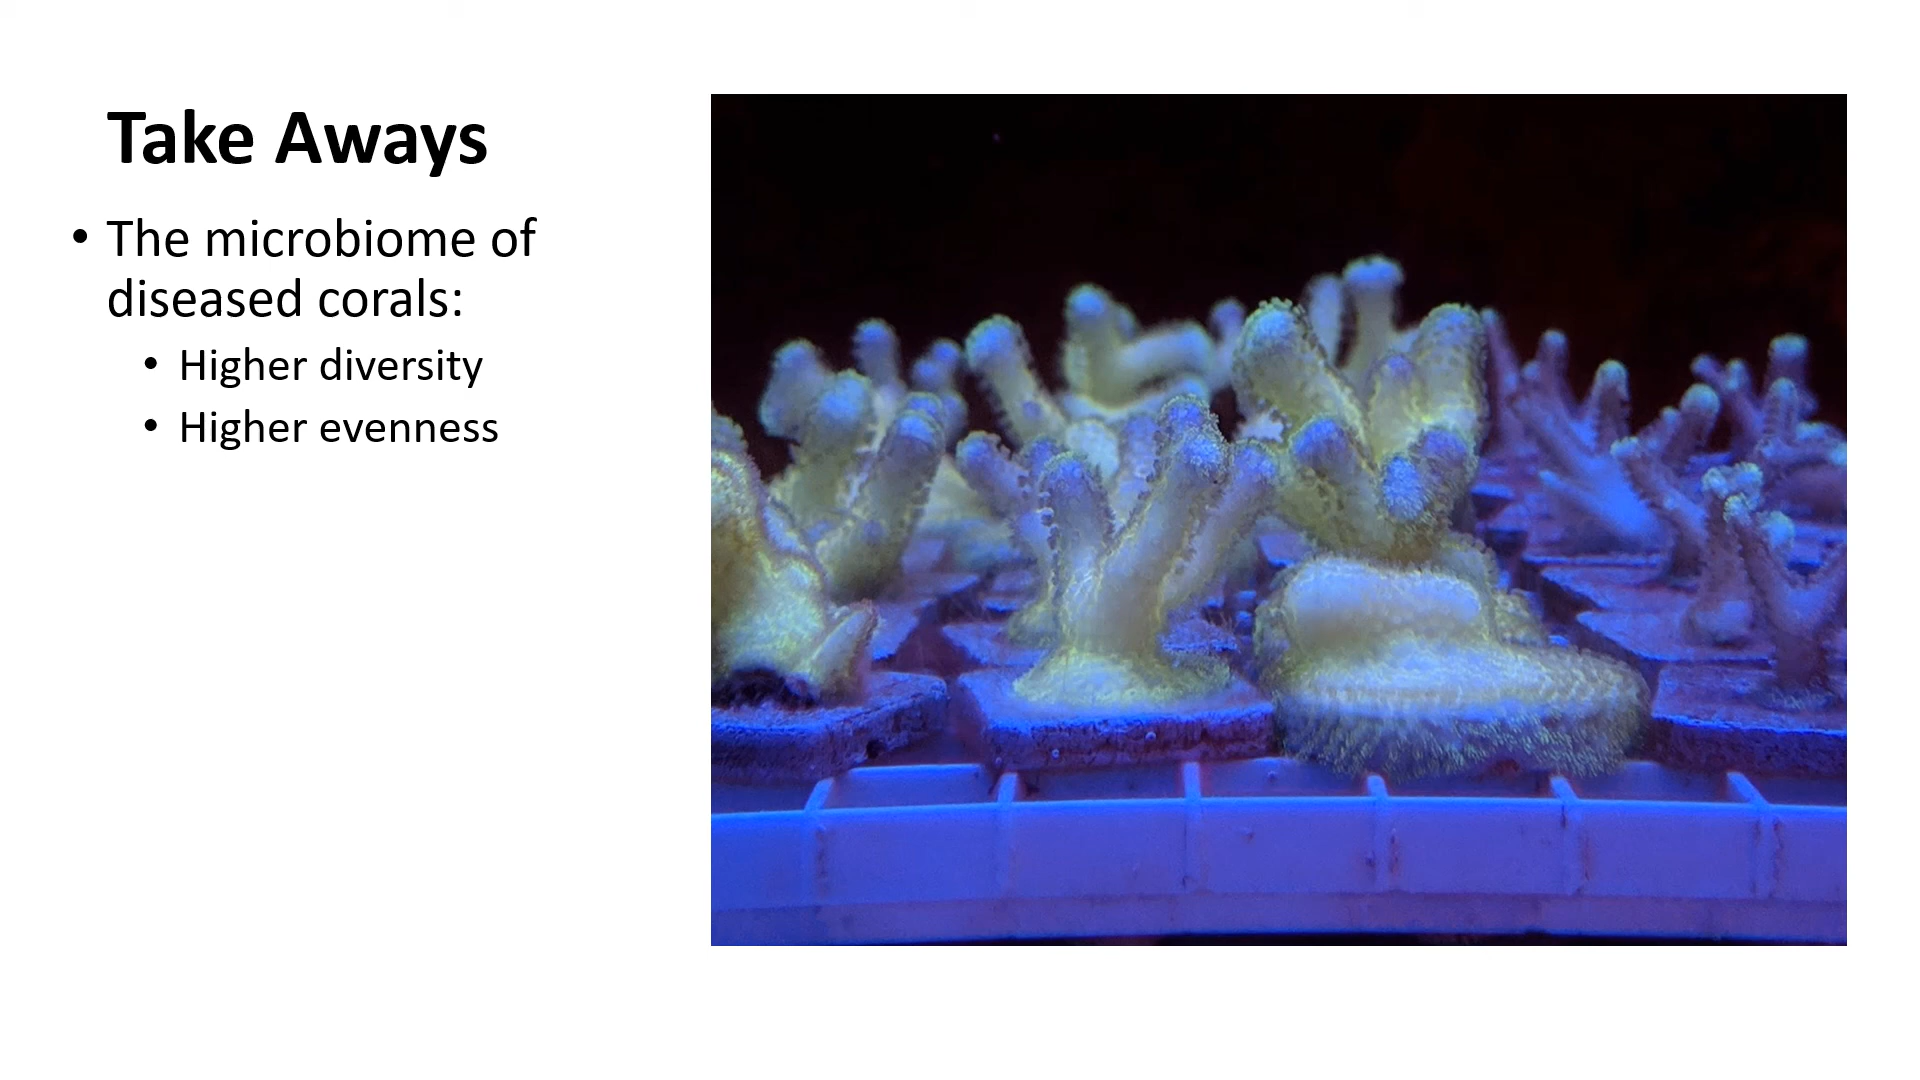 Take Aways
• The microbiome of
diseased corals:
• Higher diversity
• Higher evenness